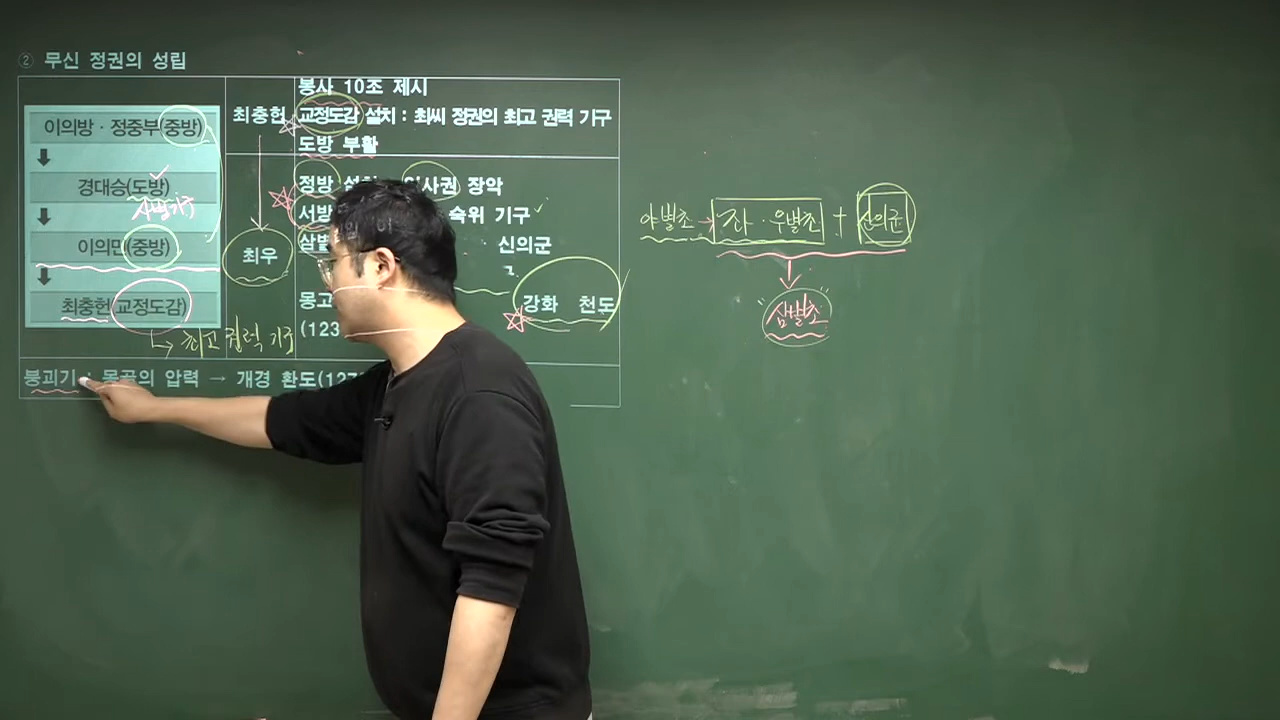 ② 무신 정권의 성립
이의방·정중부(중방)
경대승(도방)
사병기구
이의민(중방)
최충헌(교정도감)
최고 권력 기구
최충헌
봉사 10조 제시
교정도감 설치 : 최씨 정권의 최고 권력 기구
도방 부활
최우
정방 인사권 장악
서방 숙위 기구
삼별 신의군
몽고 강화 천도
(123
붕괴기 : 몽골의 압력 → 개경 환도(127
야별초 → 좌·우별초 + 신의군
"삼별초"